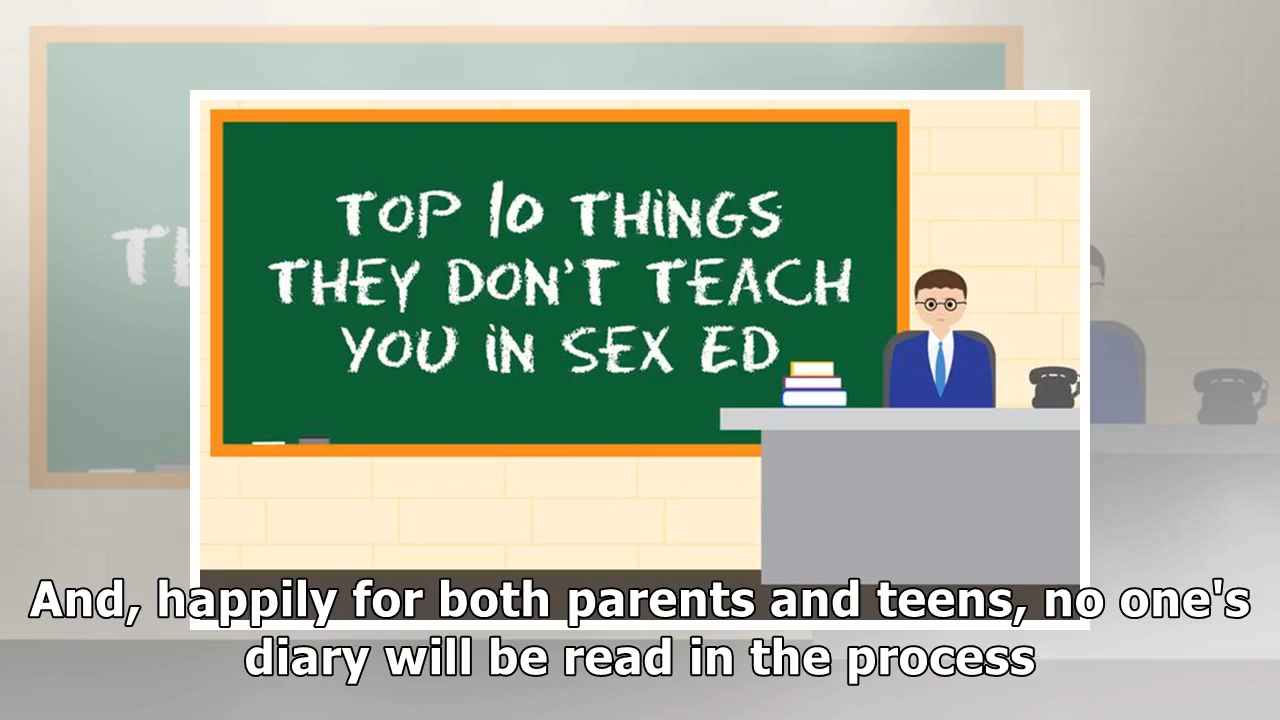 TOP 10 THINGS
THEY DON'T TEACH
YOU IN SEX ED
And, happily for both parents and teens, no one's
diary will be read in the process